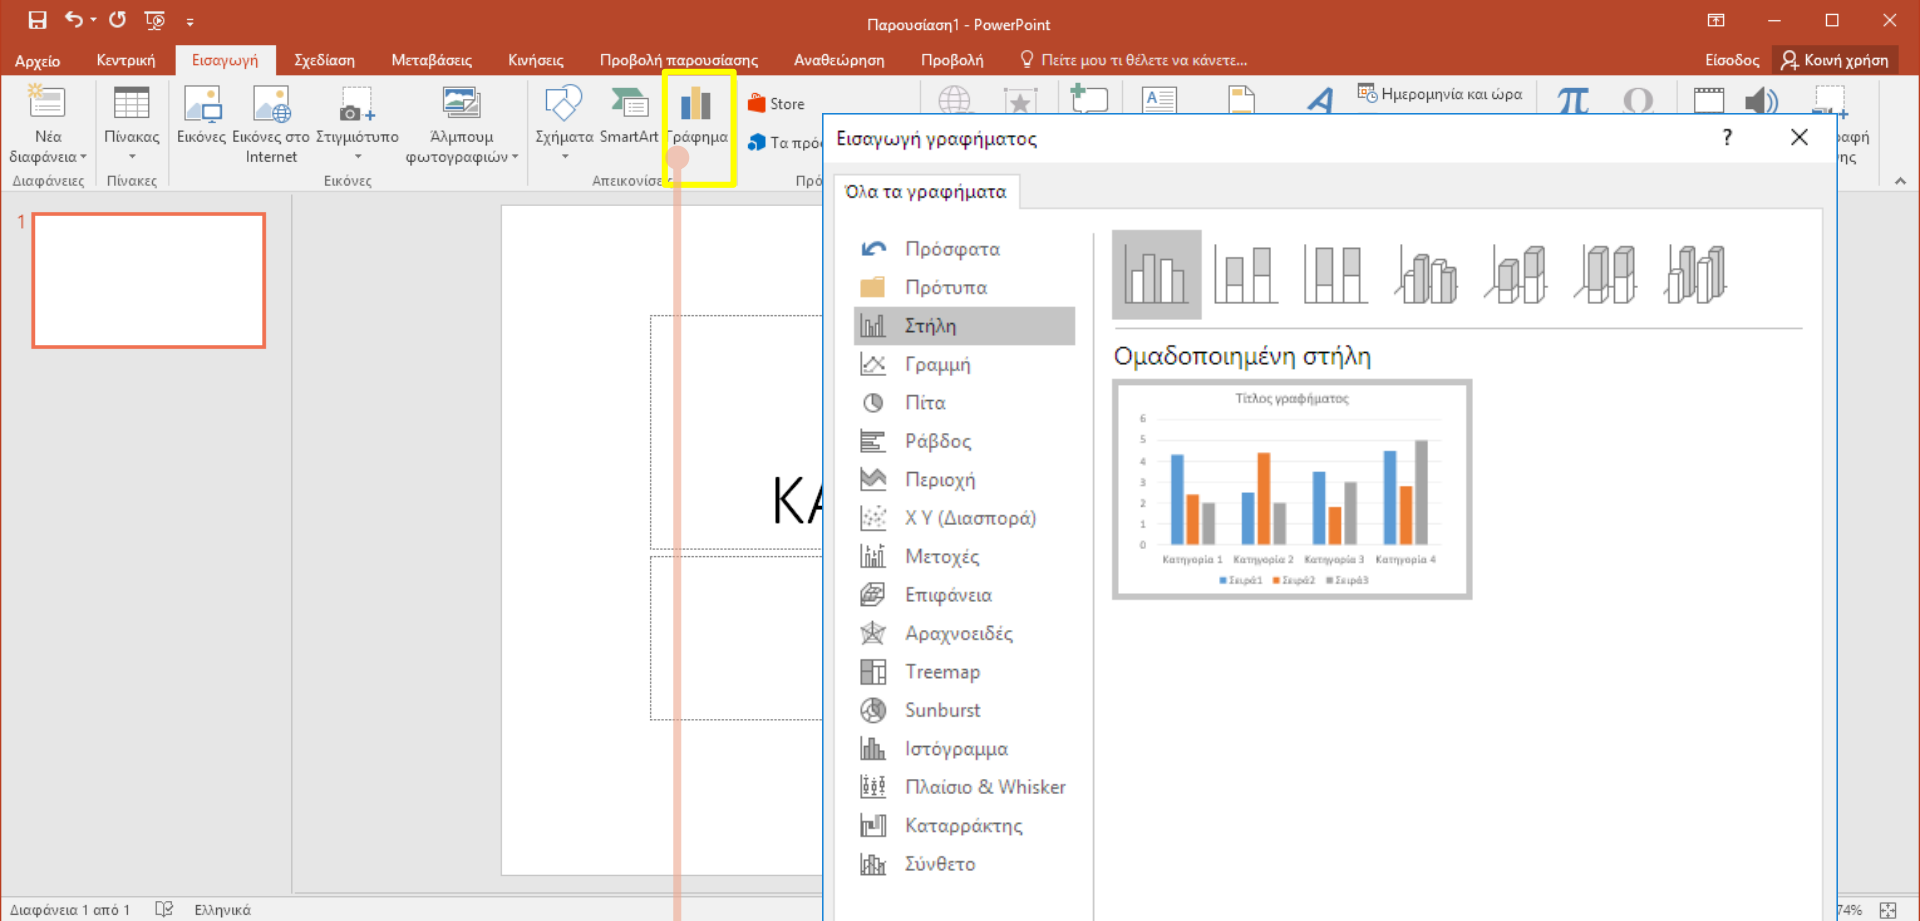 Παρουσίαση1 - PowerPoint
Αρχείο Κεντρική Εισαγωγή Σχεδίαση Μεταβάσεις Κινήσεις Προβολή παρουσίασης Αναθεώρηση Προβολή Πείτε μου τι θέλετε να κάνετε... Είσοδος Κοινή χρήση
Νέα διαφάνεια
Πίνακας
Εικόνες
Εικόνες στο Internet
Στιγμιότυπο
Άλμπουμ φωτογραφιών
Σχήματα
SmartArt
Γράφημα
Store
Τα
Ημερομηνία και ώρα
Διαφάνειες Πίνακες Εικόνες
Εισαγωγή γραφήματος
?
Όλα τα γραφήματα
Πρόσφατα
Πρότυπα
Στήλη
Γραμμή
Πίτα
Ράβδος
Περιοχή
X Y (Διασπορά)
Μετοχές
Επιφάνεια
Αραχνοειδές
Treemap
Sunburst
Ιστόγραμμα
Πλαίσιο & Whisker
Καταρράκτης
Σύνθετο
Ομαδοποιημένη στήλη
Τίτλος γραφήματος
6
5
4
3
2
1
0
Κατηγορία 1 Κατηγορία 2 Κατηγορία 3 Κατηγορία 4
Σειρά1 Σειρά2 Σειρά3
1
Διαφάνεια 1 από 1 Ελληνικά
74%